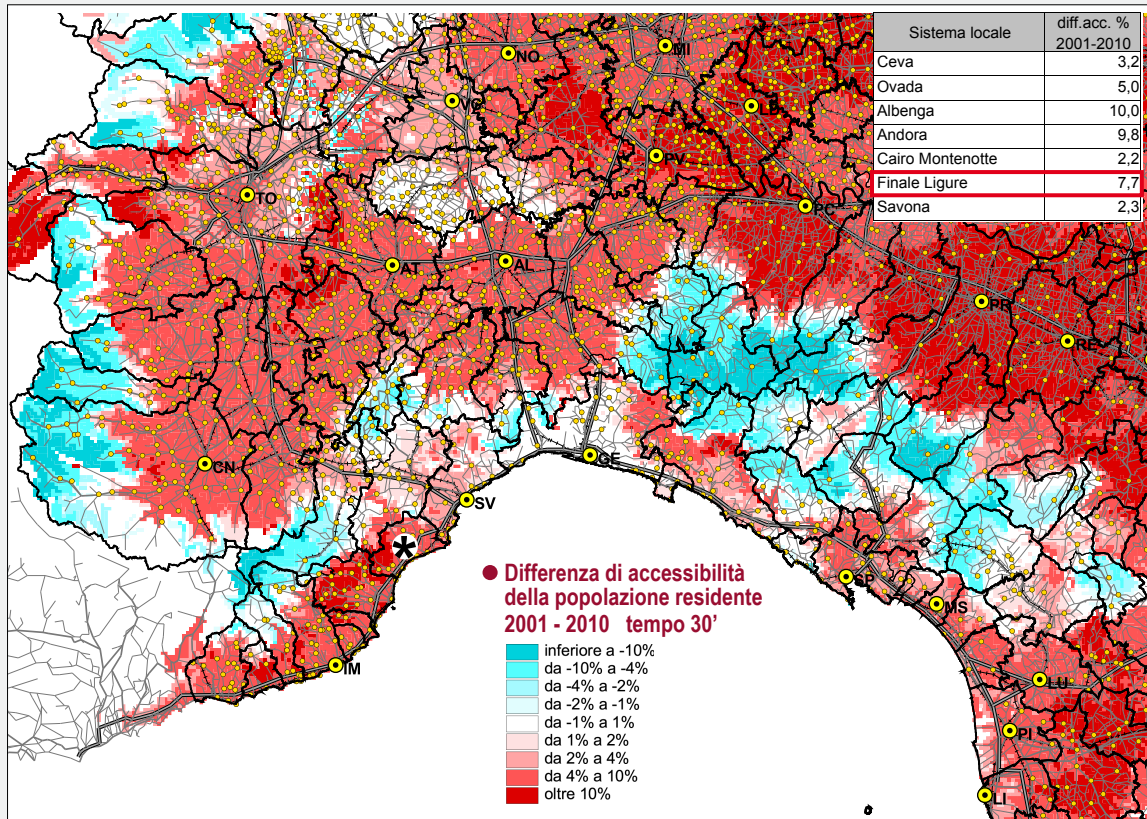 Sistema locale diff.acc. % 2001-2010
Ceva 3,2
Ovada 5,0
Albenga 10,0
Andora 9,8
Cairo Montenotte 2,2
Finale Ligure 7,7
Savona 2,3
NO
MI
VC
PV
TO
PC
AT
AL
PR
RE
CN
GE
SV
*
SP
MS
IM
LU
PI
LI
● Differenza di accessibilità
della popolazione residente
2001 - 2010 tempo 30’
inferiore a -10%
da -10% a -4%
da -4% a -2%
da -2% a -1%
da -1% a 1%
da 1% a 2%
da 2% a 4%
da 4% a 10%
oltre 10%